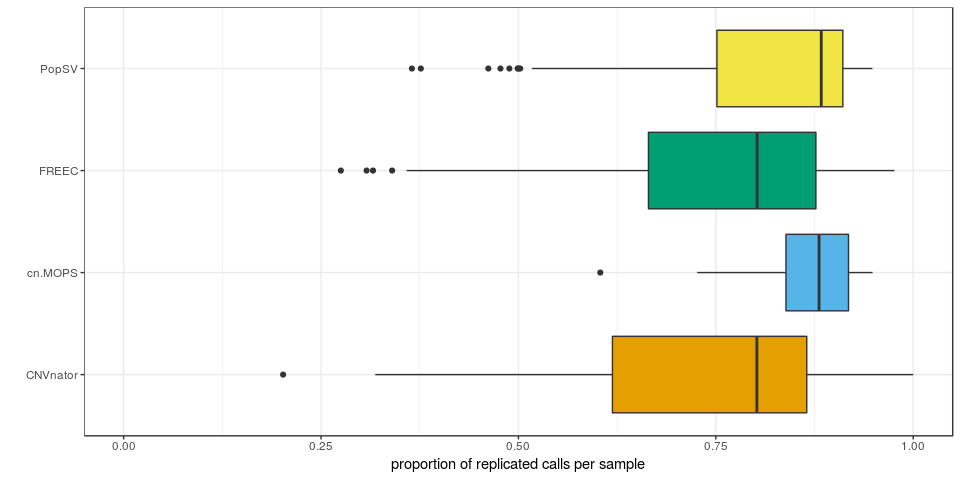 PopSV
FREEC
cn.MOPS
CNVnator
0.00 0.25 0.50 0.75 1.00
proportion of replicated calls per sample